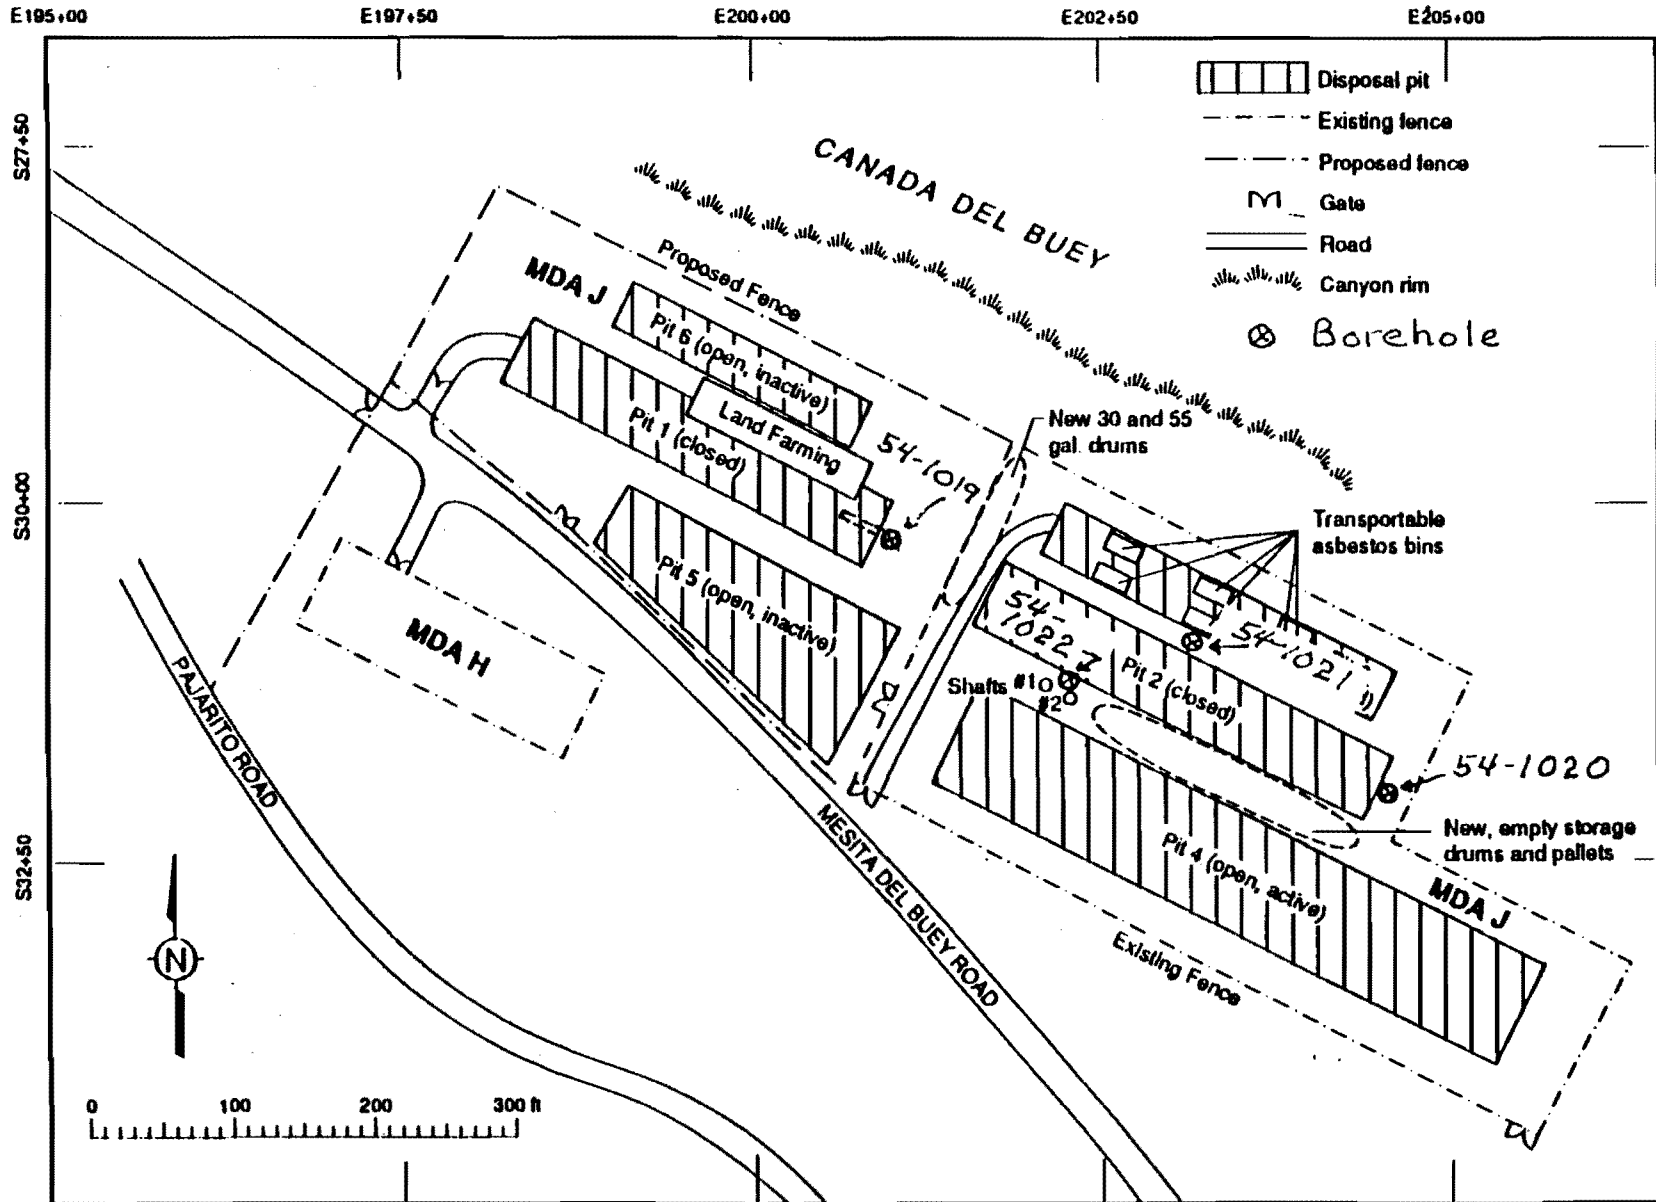 E195+00
E197+50
E200+00
E202+50
E205+00
S27+50
S30+00
S32+50
Disposal pit
Existing fence
Proposed fence
Gate
Road
Canyon rim
Borehole
CANADA DEL BUEY
Proposed Fence
MDA J
Pit 6 (open, inactive)
Land Farming
Pit 1 (closed)
54-1019
New 30 and 55
gal. drums
Transportable
asbestos bins
Pit 5 (open, inactive)
MDA H
54-
1022
54-1021
Pit 2 (closed)
Shafts #1
#2
54-1020
New, empty storage
drums and pallets
Pit 4 (open, active)
MDA J
Existing Fence
PAJARITO ROAD
MESITA DEL BUEY ROAD
N
0 100 200 300 ft